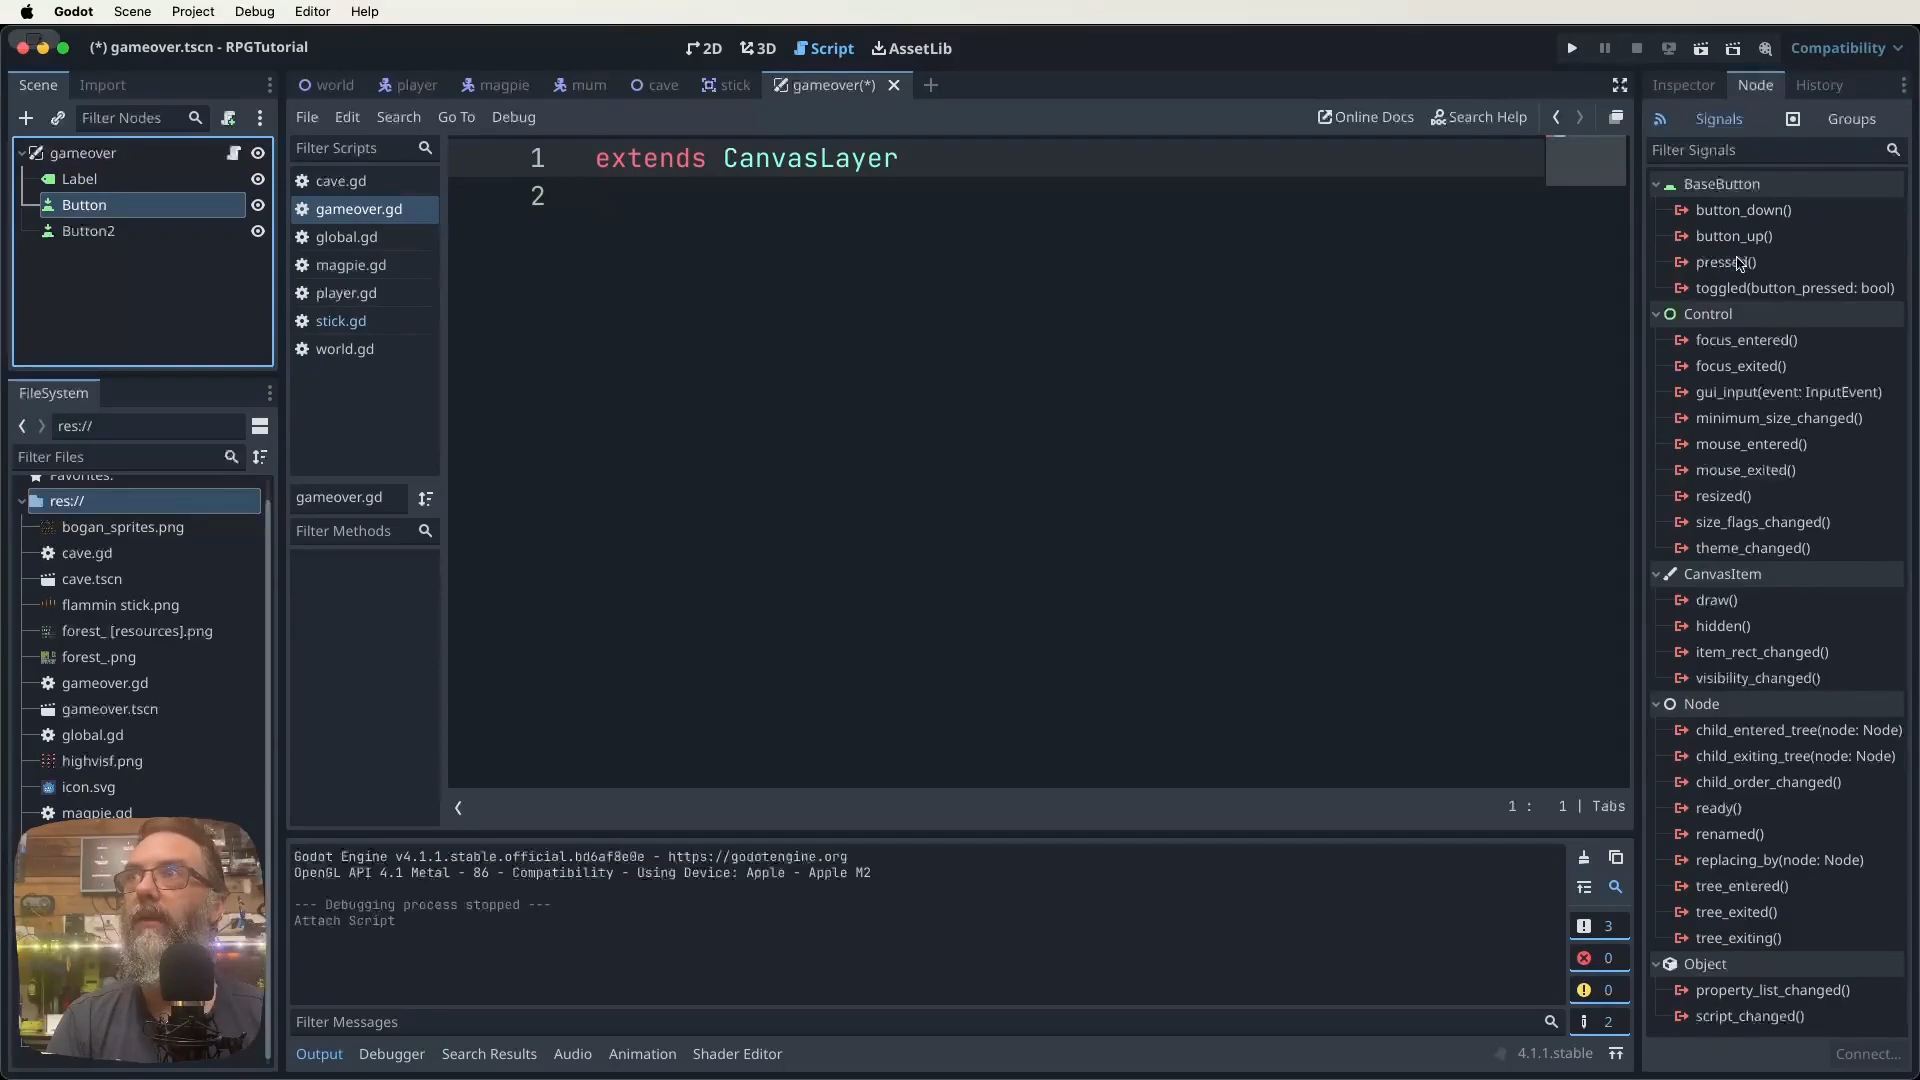 Godot Scene Project Debug Editor Help
(*) gameover.tscn - RPGTutorial
2D 3D Script AssetLib
Compatibility
Scene Import
world player magpie mum cave stick gameover(*)
Inspector Node History
Filter Nodes
File Edit Search Go To Debug
Online Docs Search Help
Signals Groups
gameover
Label
Button
Button2
Filter Scripts
cave.gd
gameover.gd
global.gd
magpie.gd
player.gd
stick.gd
world.gd
gameover.gd
Filter Methods
1 extends CanvasLayer
2
1 : 1 | Tabs
Filter Signals
BaseButton
button_down()
button_up()
pressed()
toggled(button_pressed: bool)
Control
focus_entered()
focus_exited()
gui_input(event: InputEvent)
minimum_size_changed()
mouse_entered()
mouse_exited()
resized()
size_flags_changed()
theme_changed()
CanvasItem
draw()
hidden()
item_rect_changed()
visibility_changed()
Node
child_entered_tree(node: Node)
child_exiting_tree(node: Node)
child_order_changed()
ready()
renamed()
replacing_by(node: Node)
tree_entered()
tree_exited()
tree_exiting()
Object
property_list_changed()
script_changed()
Connect...
FileSystem
res://
Filter Files
Favorites:
res://
bogan_sprites.png
cave.gd
cave.tscn
flammin stick.png
forest_ [resources].png
forest_.png
gameover.gd
gameover.tscn
global.gd
highvisf.png
icon.svg
magpie.gd
Godot Engine v4.1.1.stable.official.bd6af8e0e - https://godotengine.org
OpenGL API 4.1 Metal - 86 - Compatibility - Using Device: Apple - Apple M2
--- Debugging process stopped ---
Attach Script
3
0
0
2
Filter Messages
Output Debugger Search Results Audio Animation Shader Editor
4.1.1.stable